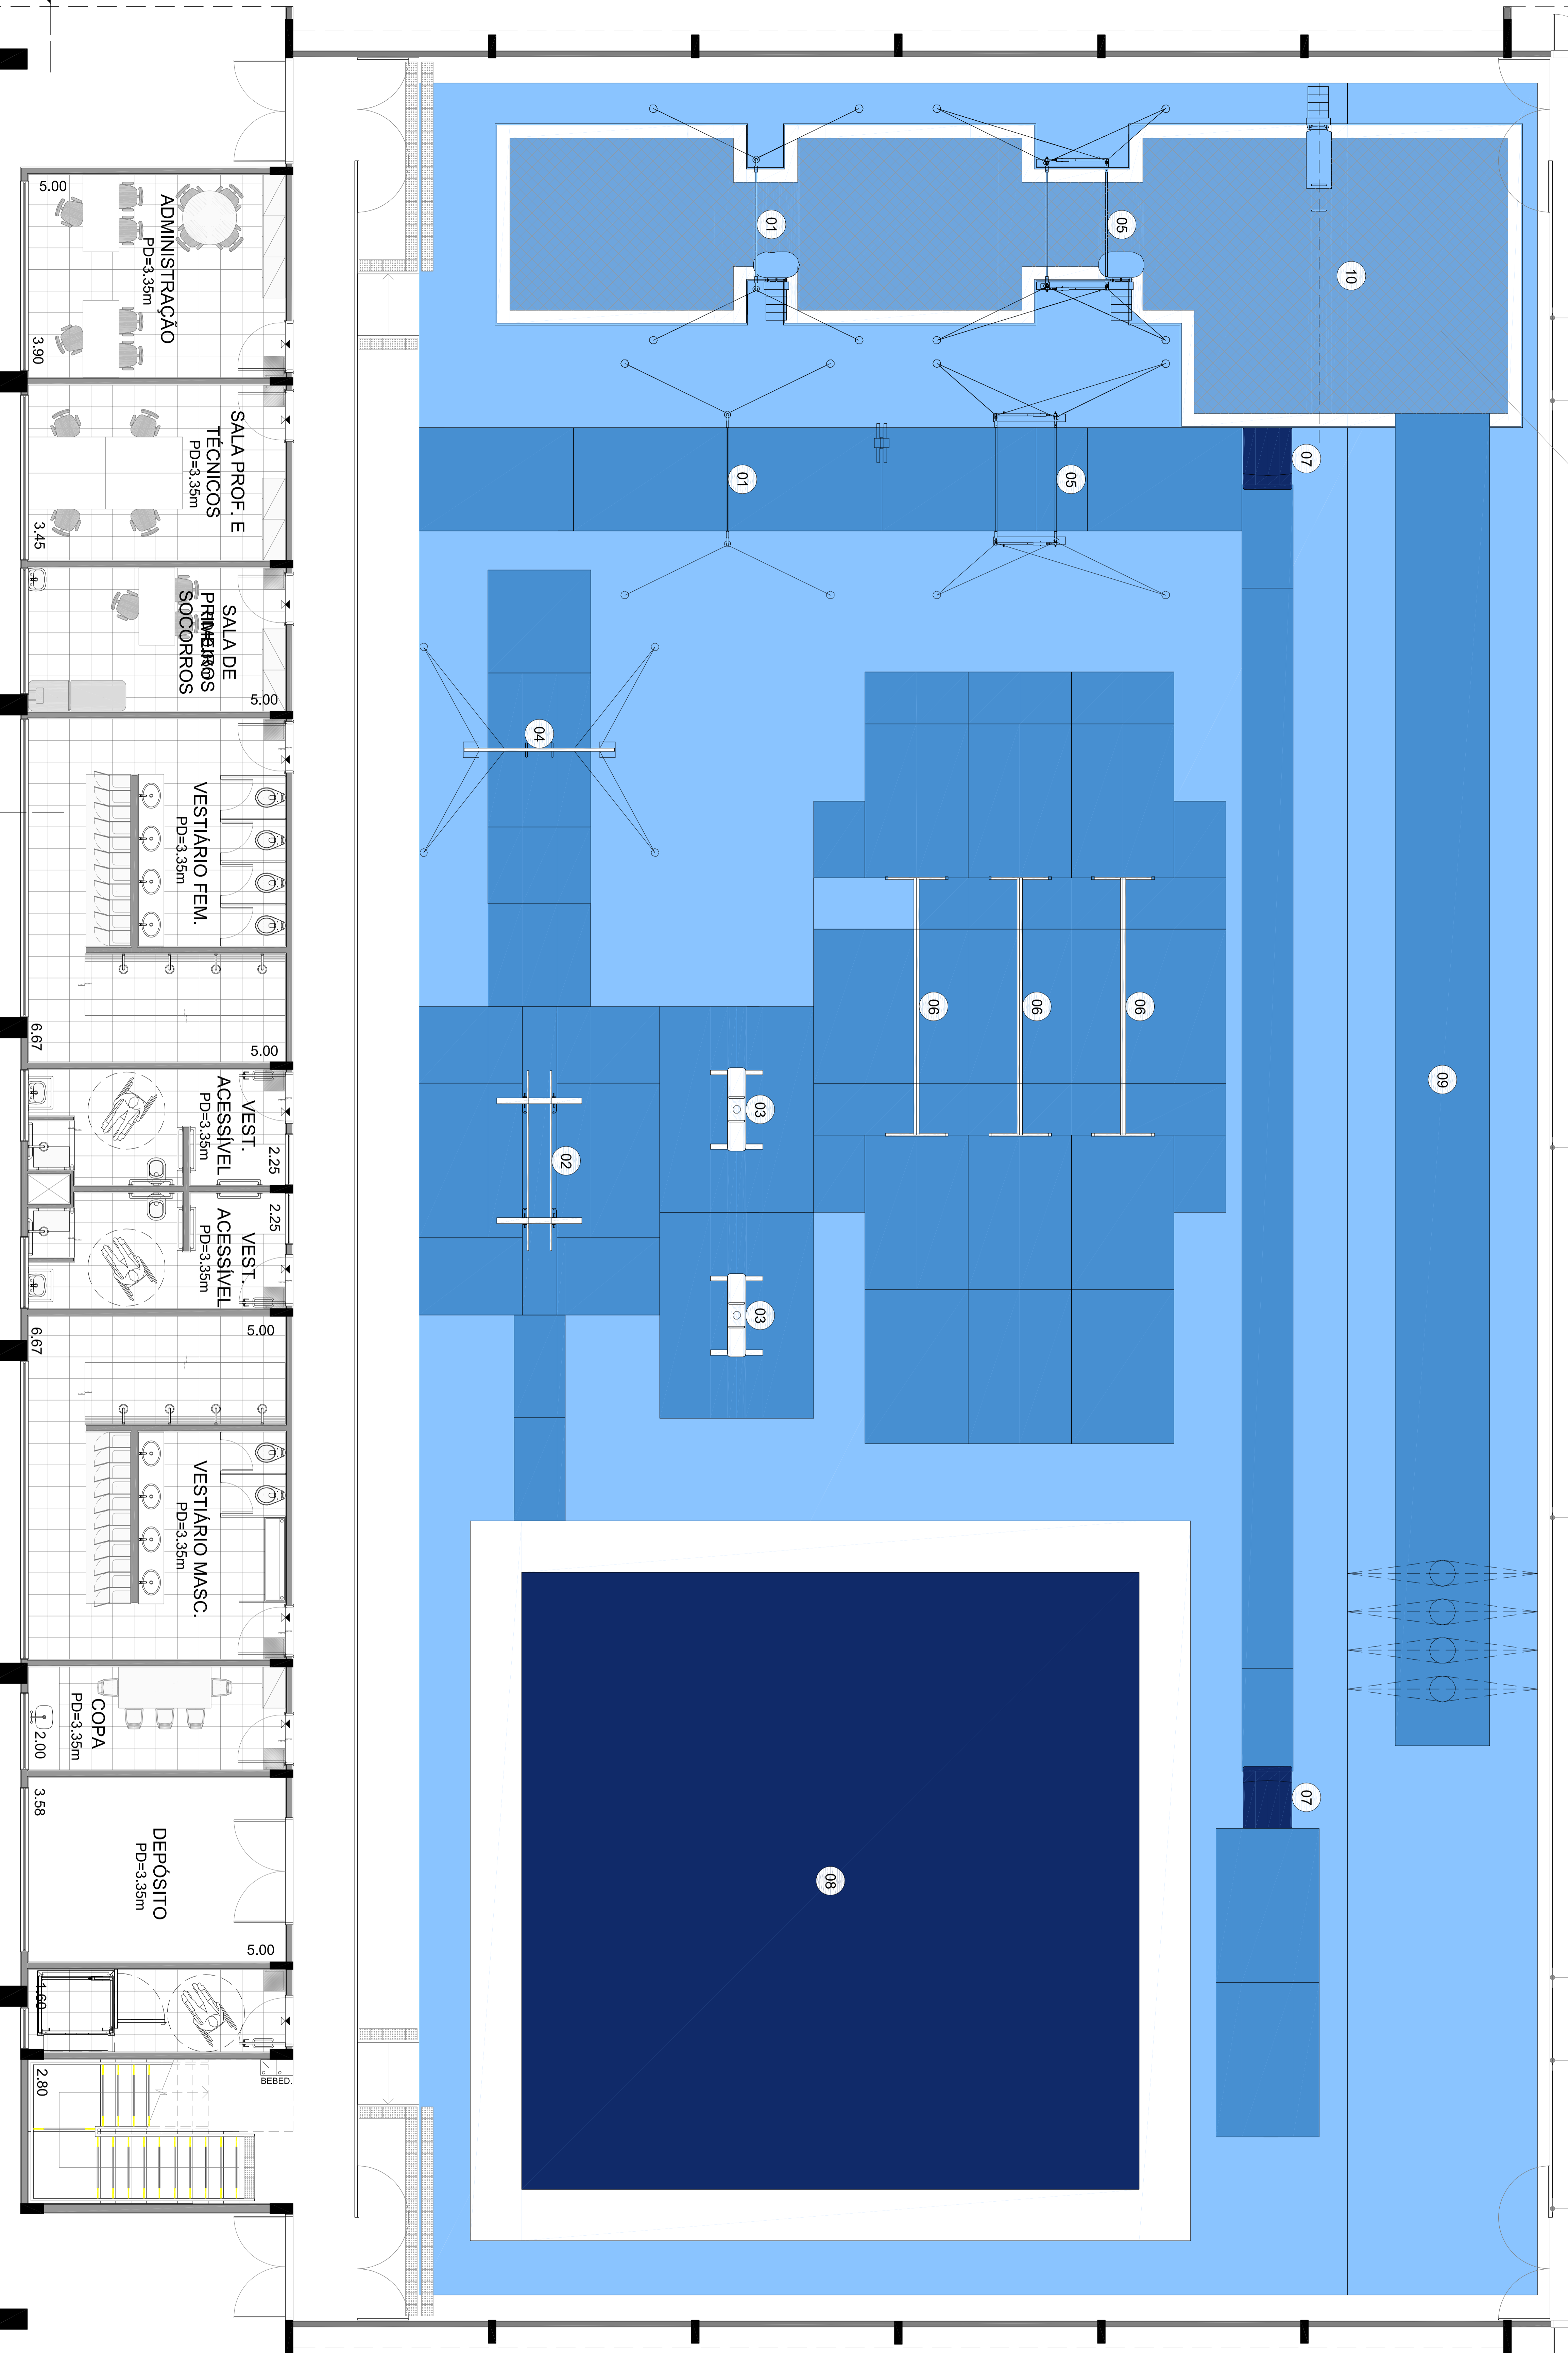 5.00
ADMINISTRAÇÃO
PD=3.35m
3.90
SALA PROF. E
TÉCNICOS
PD=3.35m
3.45
SALA DE
PRIMEIROS
SOCORROS
5.00
VESTIÁRIO FEM.
PD=3.35m
6.67
5.00
VEST.
ACESSÍVEL
PD=3.35m
2.25
2.25
VEST.
ACESSÍVEL
PD=3.35m
5.00
6.67
VESTIÁRIO MASC.
PD=3.35m
COPA
PD=3.35m
2.00
3.58
DEPÓSITO
PD=3.35m
5.00
1.60
2.80
BEBED.
01
05
10
01
05
07
04
06
06
06
09
03
02
03
07
08